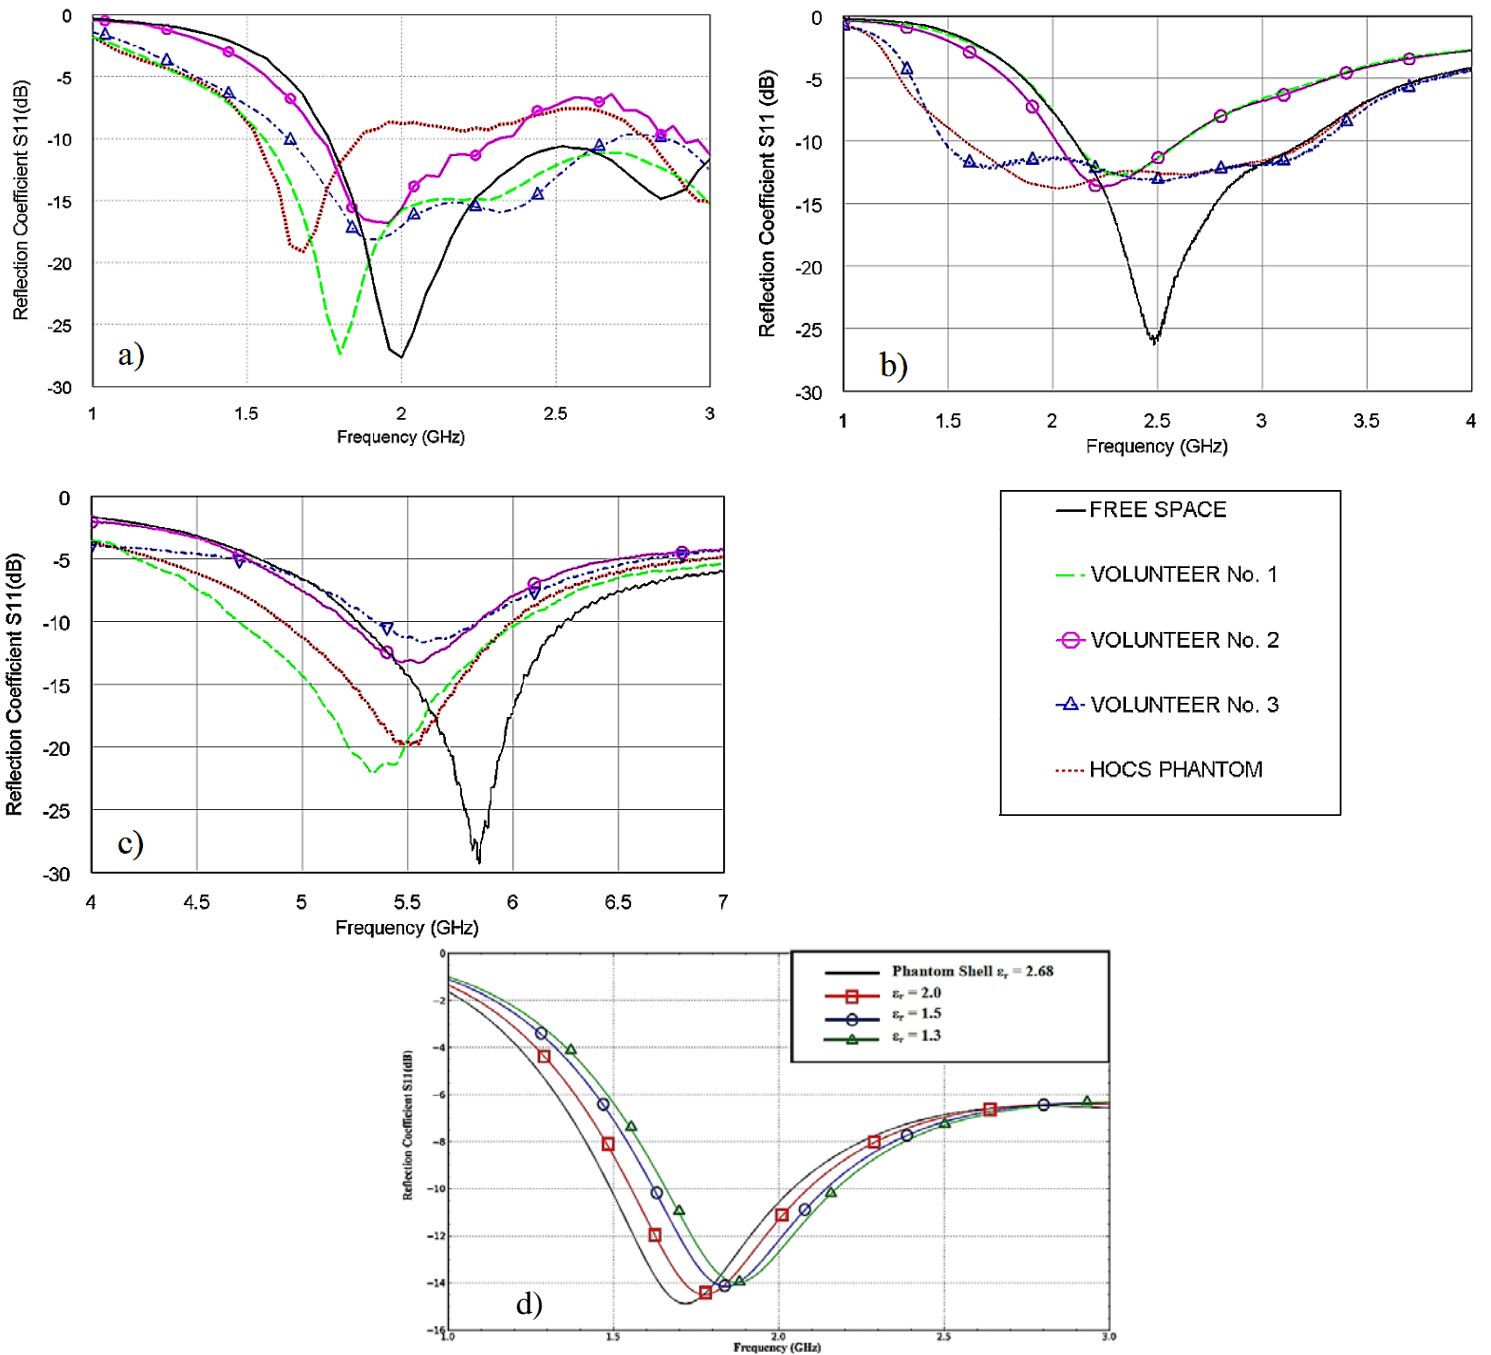 0
-5
-10
-15
-20
-25
-30
Reflection Coefficient S11(dB)
a)
1
1.5
2
2.5
3
Frequency (GHz)
0
-5
-10
-15
-20
-25
-30
Reflection Coefficient S11 (dB)
b)
1
1.5
2
2.5
3
3.5
4
Frequency (GHz)
0
-5
-10
-15
-20
-25
-30
Reflection Coefficient S11(dB)
c)
4
4.5
5
5.5
6
6.5
7
Frequency (GHz)
FREE SPACE
VOLUNTEER No. 1
VOLUNTEER No. 2
VOLUNTEER No. 3
HOCS PHANTOM
0
−2
−4
−6
−8
−10
−12
−14
−16
Reflection Coefficient S11(dB)
Phantom Shell εr = 2.68
εr = 2.0
εr = 1.5
εr = 1.3
d)
1.0
1.5
2.0
2.5
3.0
Frequency (GHz)